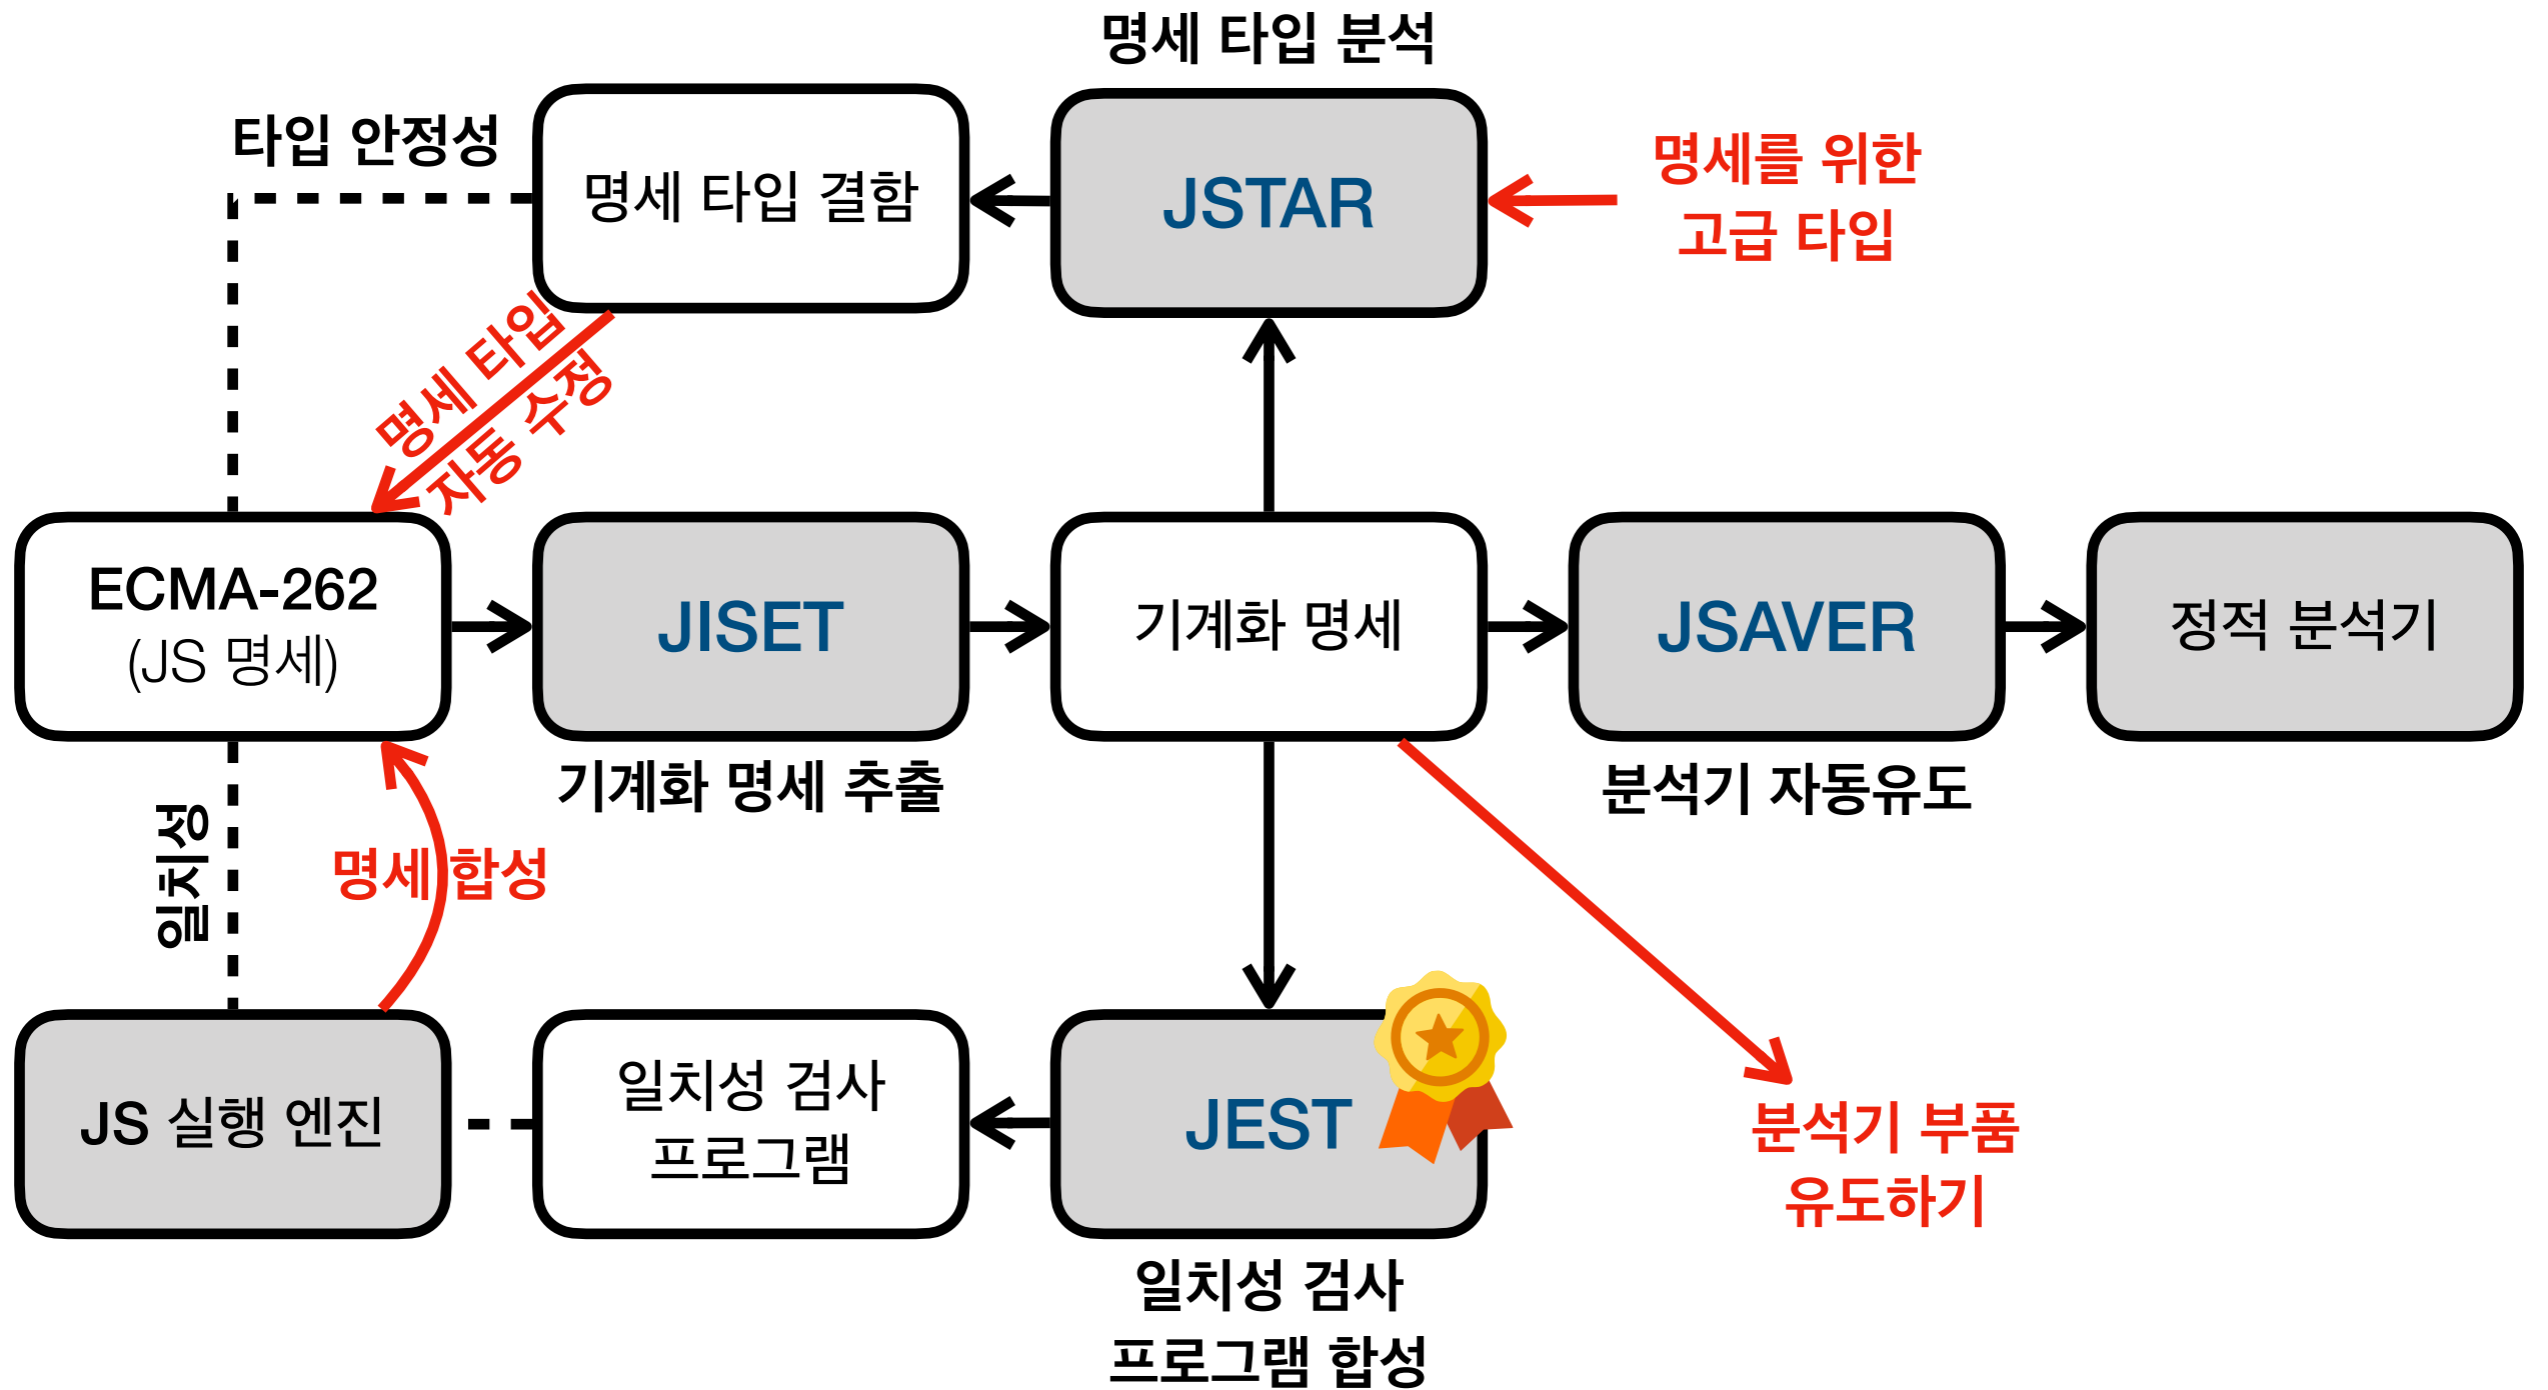 명세 타입 분석
타입 안정성
명세 타입 결함
JSTAR
명세를 위한
고급 타입
명세 타입
자동 수정
ECMA-262
(JS 명세)
JISET
기계화 명세
JSAVER
정적 분석기
기계화 명세 추출
분석기 자동유도
일치성
명세 합성
JS 실행 엔진
일치성 검사
프로그램
JEST
분석기 부품
유도하기
일치성 검사
프로그램 합성